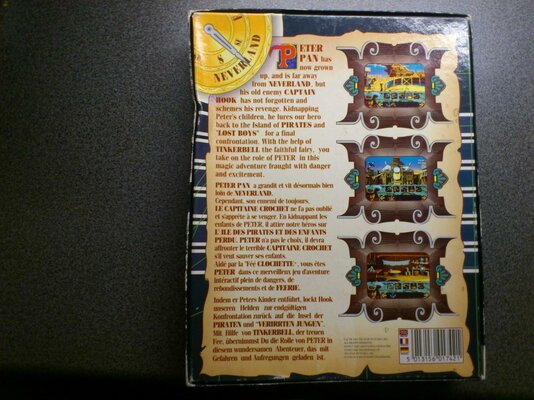 NEVERLAND
PETER
PAN has
now grown
up, and is far away
from NEVERLAND, but
his old enemy CAPTAIN
HOOK has not forgotten and
schemes his revenge. Kidnapping
Peter's children, he lures our hero
back to the Island of PIRATES and
"LOST BOYS" for a final
confrontation. With the help of
TINKERBELL the faithful fairy, you
take on the role of PETER in this
magic adventure fraught with danger
and excitement.
PETER PAN a grandit et vit désormais bien
loin de NEVERLAND.
Cependant, son ennemi de toujours,
LE CAPITAINE CROCHET ne l'a pas oublié
et s'apprête à se venger. En kidnappant les
enfants de PETER, il attire notre héros sur
L'ILE DES PIRATES ET DES ENFANTS
PERDU. PETER n'a pas le choix, il devra
affronter le terrible CAPITAINE CROCHET
s'il veut sauver ses enfants.
Aidé par la "Fée CLOCHETTE", vous êtes
PETER dans ce merveilleux jeu d'aventure
intéractif plein de dangers, de
rebondissements et de FEERIE.
Indem er Peters Kinder entführt, lockt Hook
unseren Helden zur endgültigen
Konfrontation zurück auf die Insel der
PIRATEN und "VERIRRTEN JUNGEN".
Mit Hilfe von TINKERBELL, der treuen
Fee, übernimmst Du die Rolle von PETER in
diesem wundersamen Abenteuer, das mit
Gefahren und Aufregungen geladen ist.
5 013156 017421